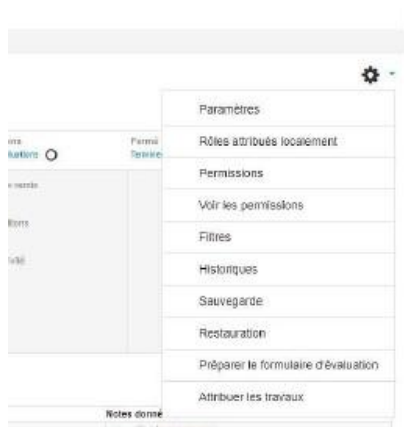 Paramètres
Rôles attribués localement
Permissions
Voir les permissions
Filtres
Historiques
Sauvegarde
Restauration
Préparer le formulaire d'évaluation
Attribuer les travaux
Notes donné